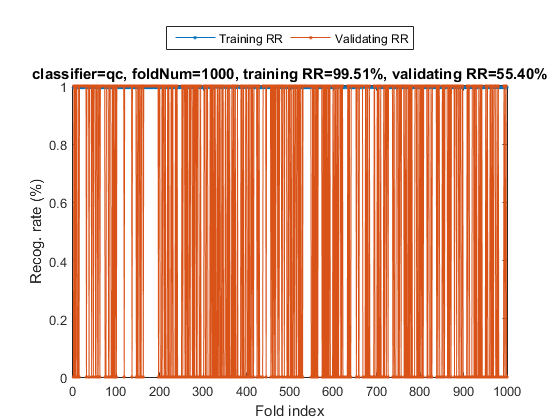 Training RR Validating RR
classifier=qc, foldNum=1000, training RR=99.51%, validating RR=55.40%
Recog. rate (%)
1
0.8
0.6
0.4
0.2
0
0 100 200 300 400 500 600 700 800 900 1000
Fold index